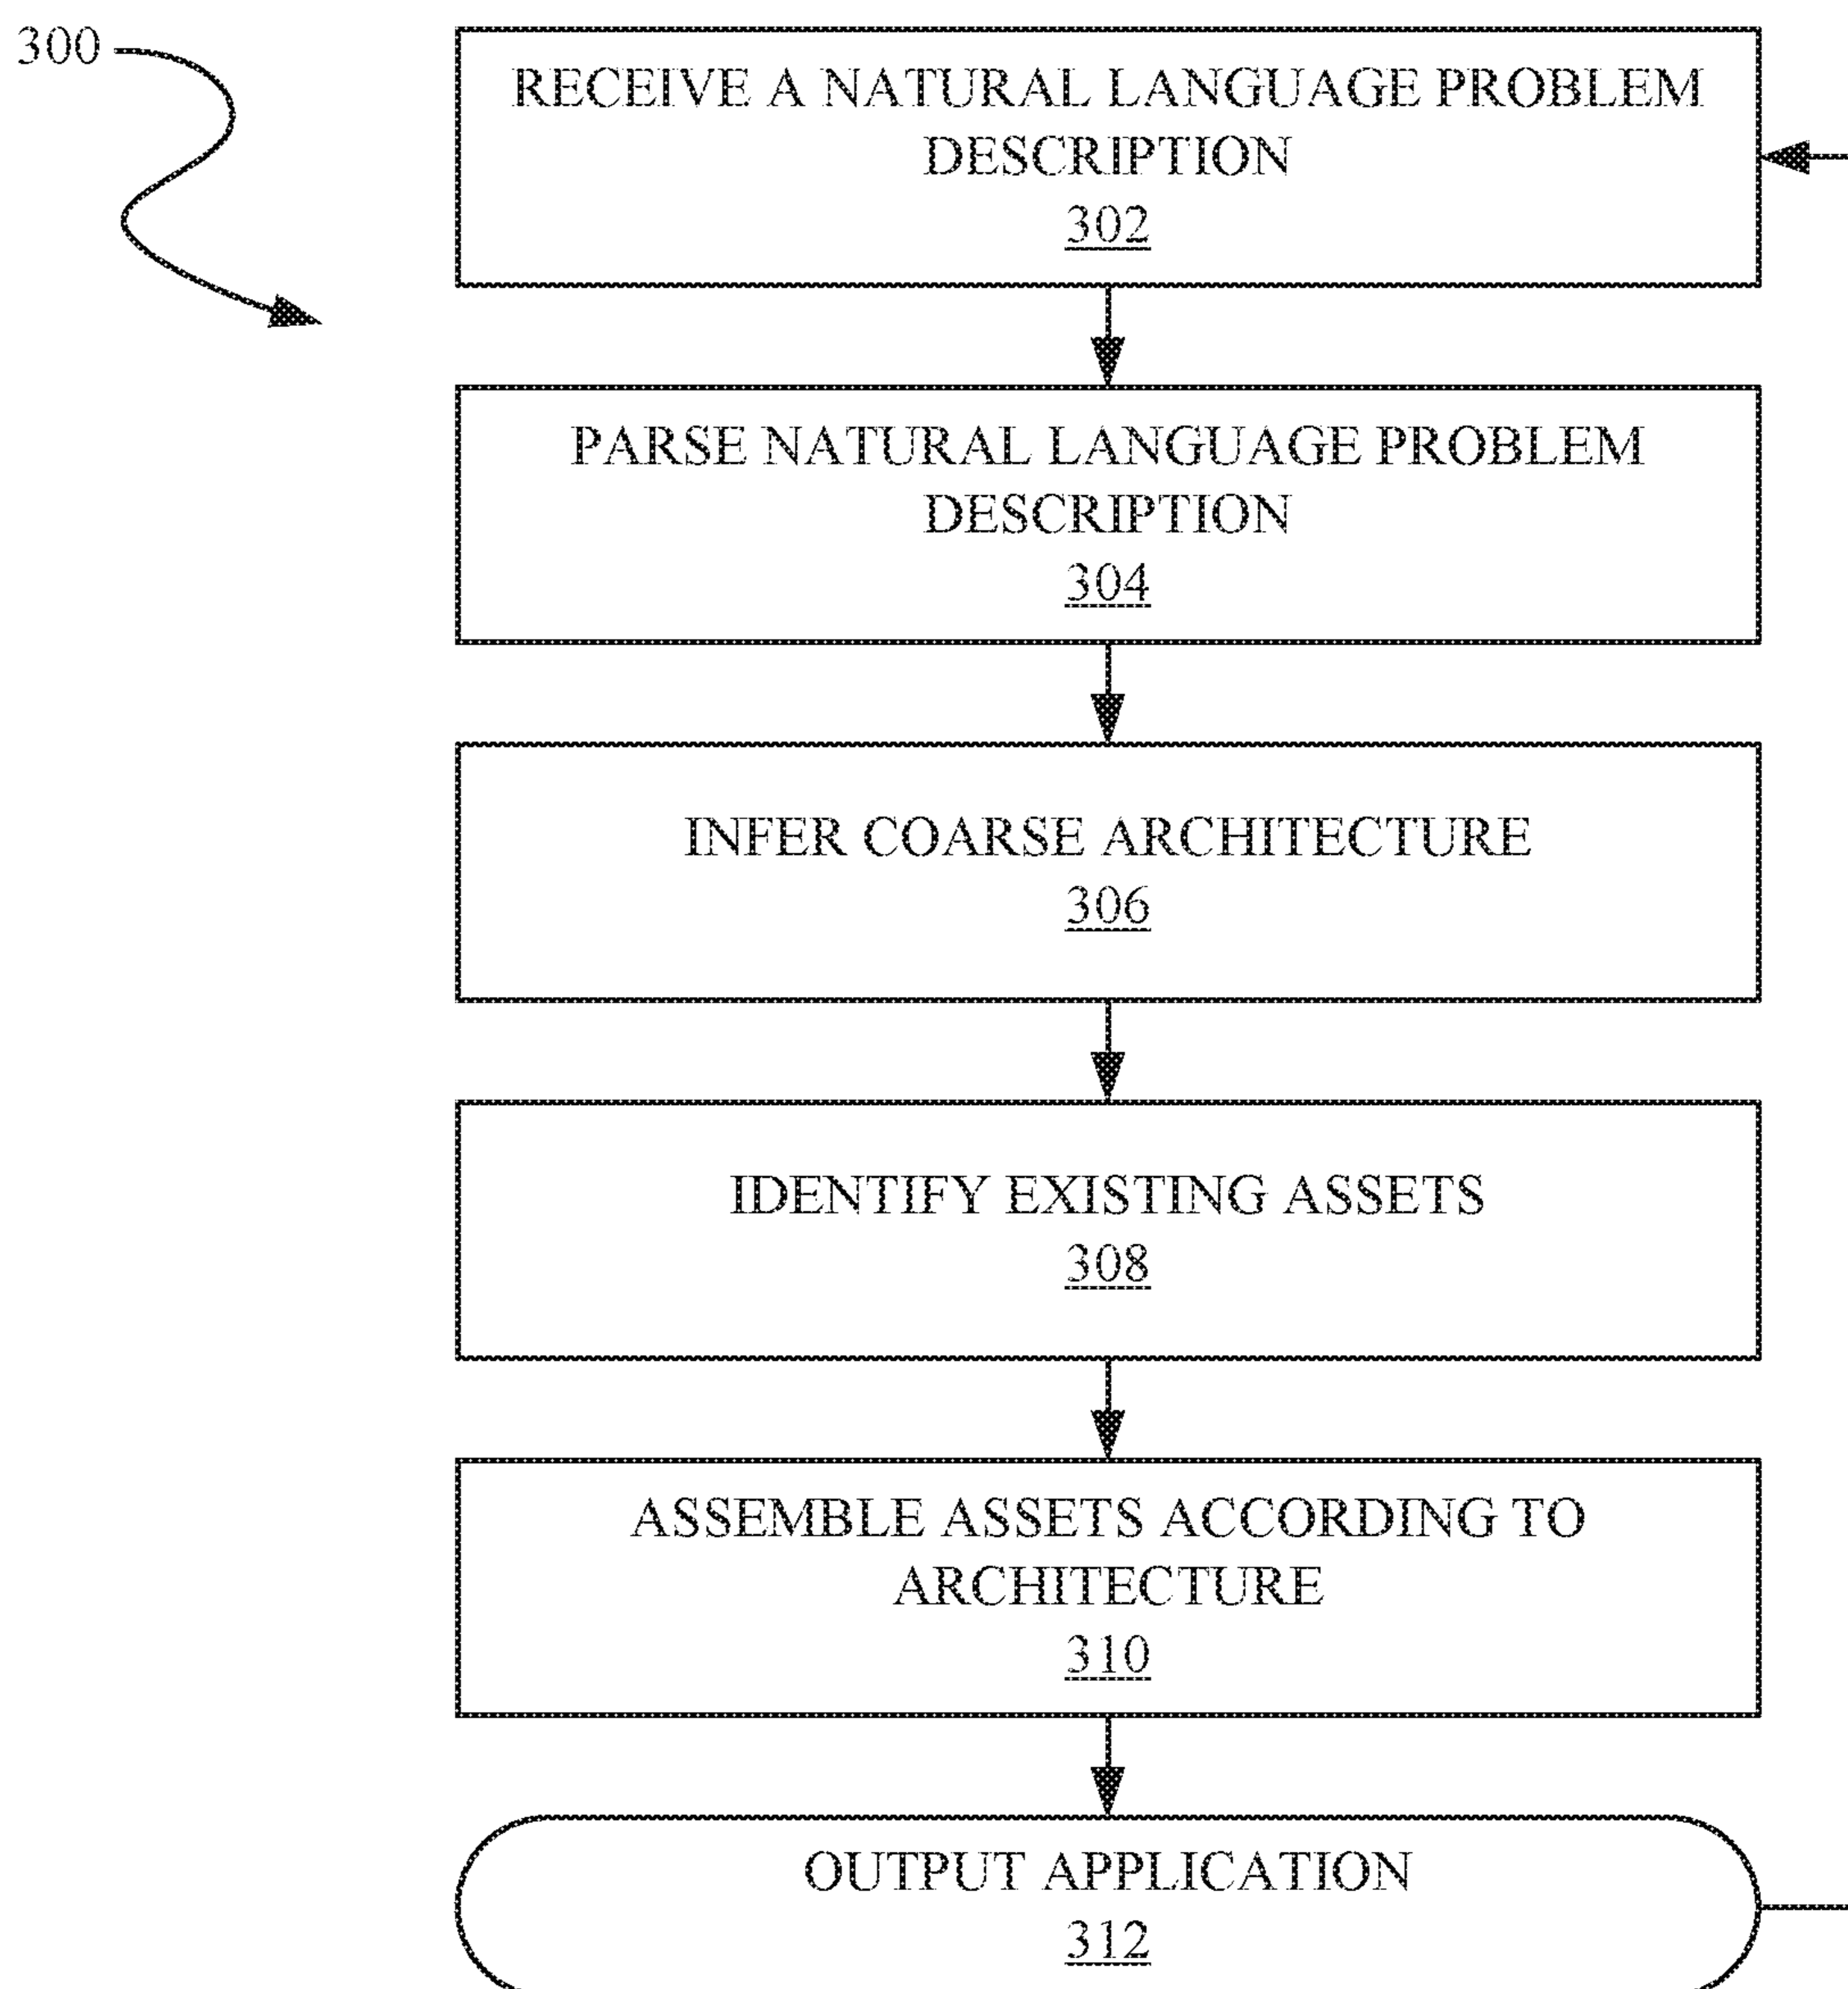 300
RECEIVE A NATURAL LANGUAGE PROBLEM
DESCRIPTION
302
PARSE NATURAL LANGUAGE PROBLEM
DESCRIPTION
304
INFER COARSE ARCHITECTURE
306
IDENTIFY EXISTING ASSETS
308
ASSEMBLE ASSETS ACCORDING TO
ARCHITECTURE
310
OUTPUT APPLICATION
312